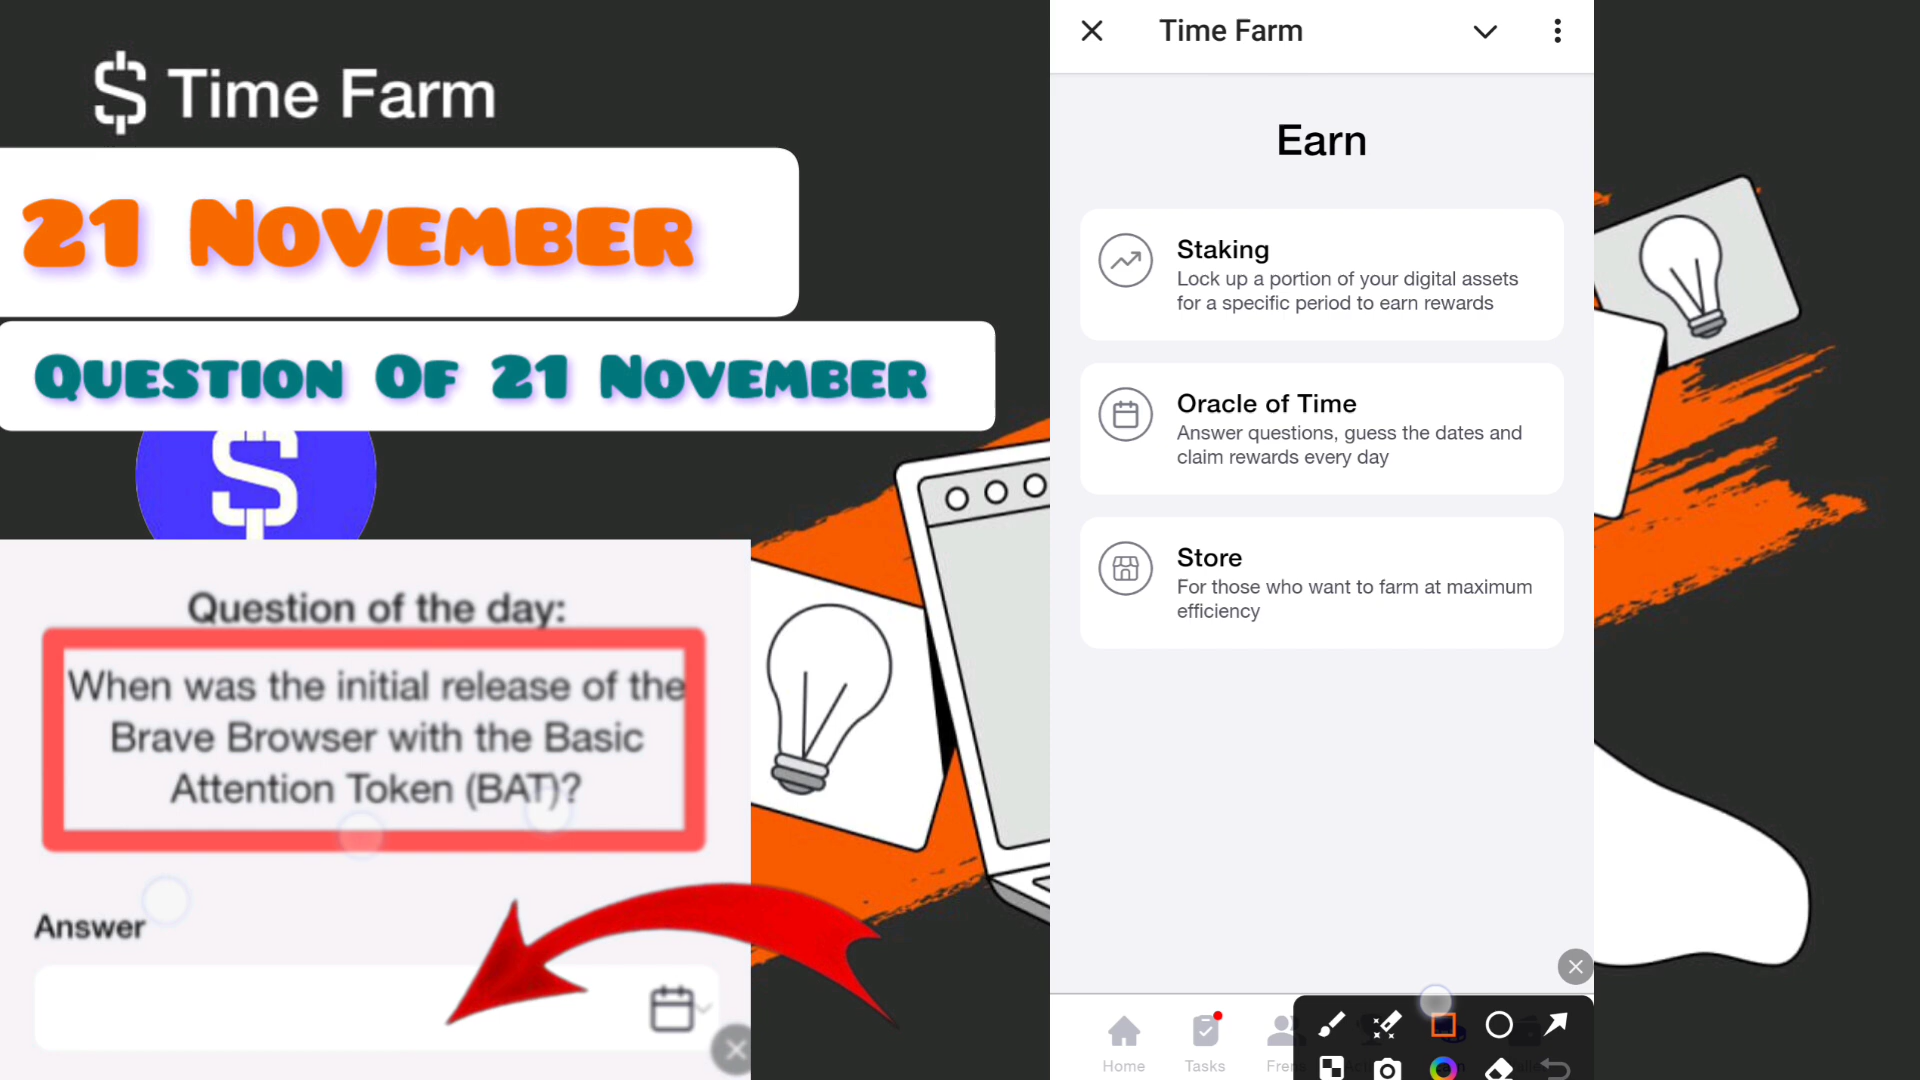 $ Time Farm
21 November
Question Of 21 November
$
Question of the day:
When was the initial release of the
Brave Browser with the Basic
Attention Token (BAT)?
Answer
Time Farm
Earn
Staking
Lock up a portion of your digital assets
for a specific period to earn rewards
Oracle of Time
Answer questions, guess the dates and
claim rewards every day
Store
For those who want to farm at maximum
efficiency
Home
Tasks